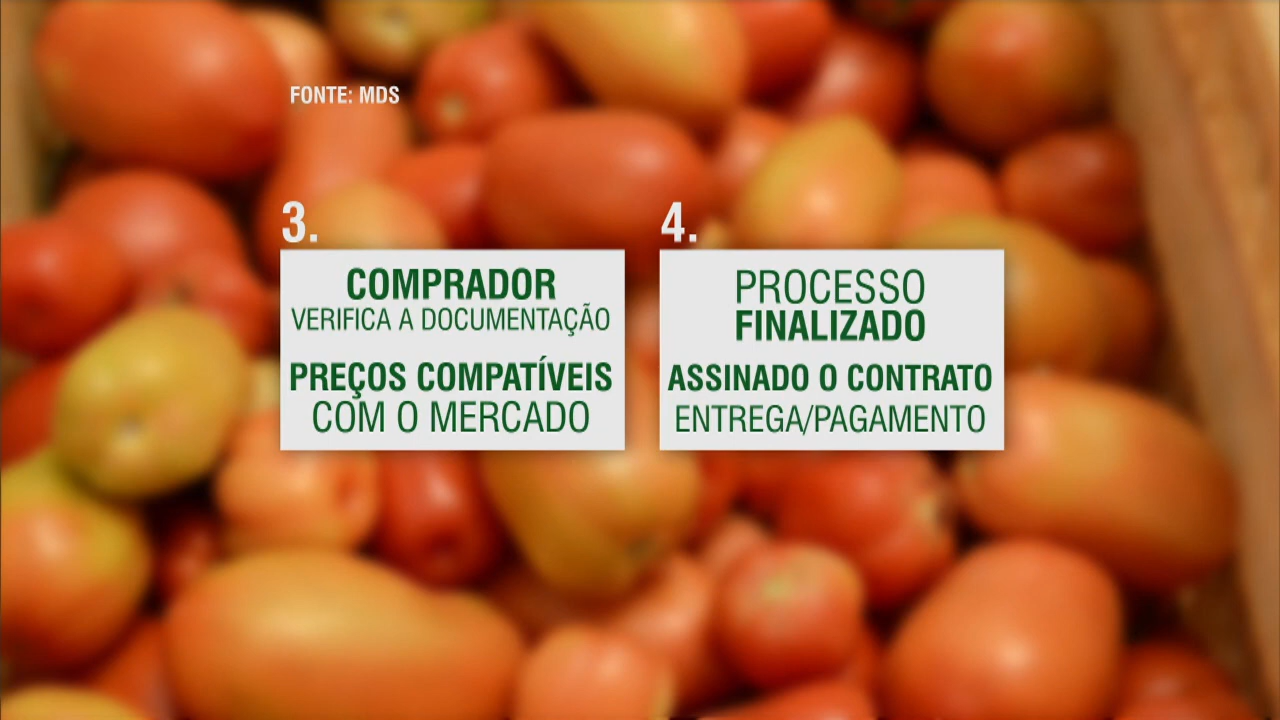 FONTE: MDS
3.
COMPRADOR
VERIFICA A DOCUMENTAÇÃO
PREÇOS COMPATÍVEIS
COM O MERCADO
4.
PROCESSO
FINALIZADO
ASSINADO O CONTRATO
ENTREGA/PAGAMENTO